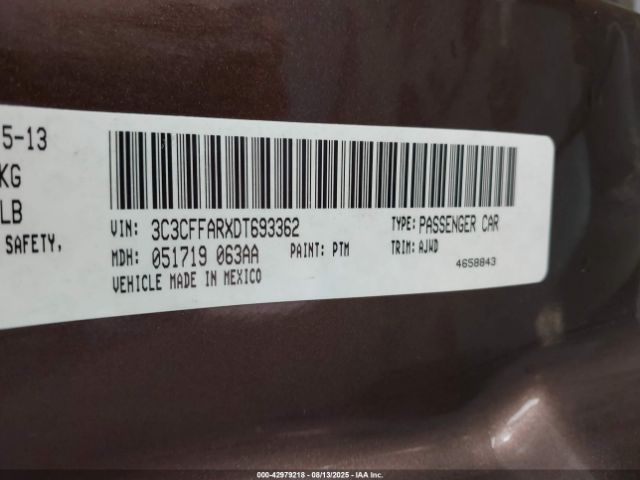 5-13
KG
LB
SAFETY,
VIN: 3C3CFFARXDT693362
TYPE: PASSENGER CAR
MDH: 051719 063AA
PAINT: PTM
TRIM: AJWD
VEHICLE MADE IN MEXICO
4658843
000-42979218 - 08/13/2025 - IAA Inc.